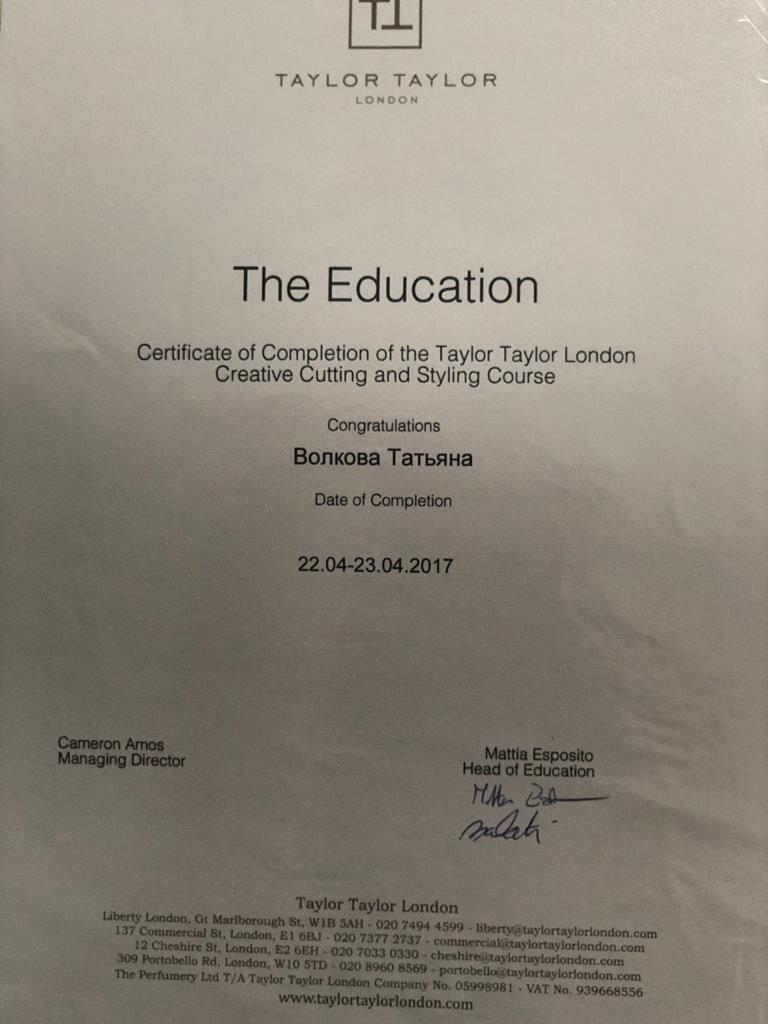 TT
TAYLOR TAYLOR
LONDON
The Education
Certificate of Completion of the Taylor Taylor London
Creative Cutting and Styling Course
Congratulations
Волкова Татьяна
Date of Completion
22.04-23.04.2017
Cameron Amos
Managing Director
Mattia Esposito
Head of Education
Taylor Taylor London
Liberty London, Gt Marlborough St, W1B 5AH - 020 7494 4599 - liberty@taylortaylorlondon.com
137 Commercial St, London, E1 6BJ - 020 7377 2737 - commercial@taylortaylorlondon.com
12 Cheshire St, London, E2 6EH - 020 7033 0330 - cheshire@taylortaylorlondon.com
309 Portobello Rd, London, W10 5TD - 020 8960 8569 - portobello@taylortaylorlondon.com
The Perfumery Ltd T/A Taylor Taylor London Company No. 05998981 - VAT No. 939668556
www.taylortaylorlondon.com